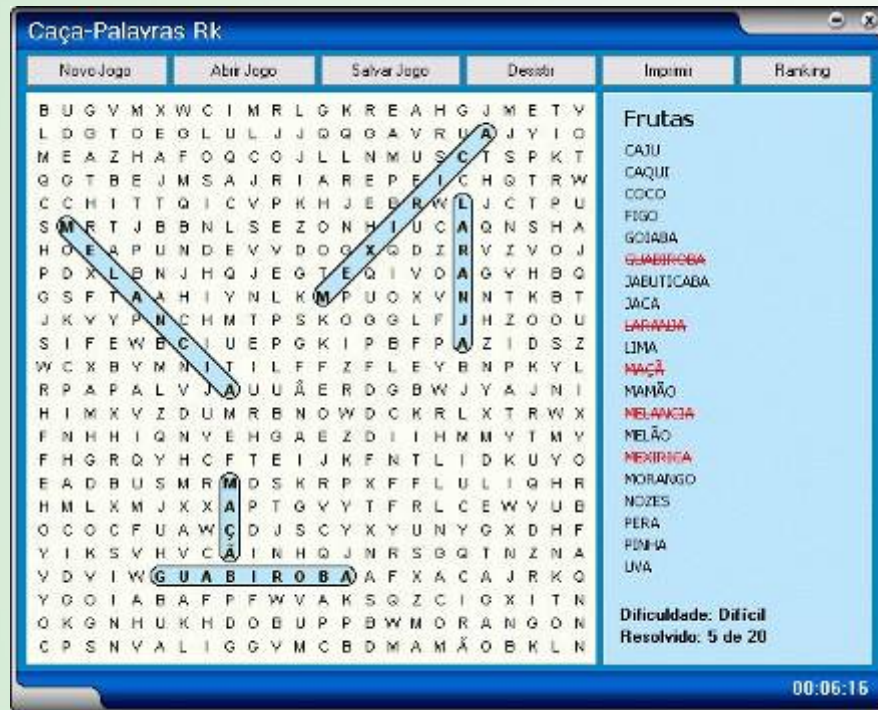 Caça-Palavras Rk
Novo Jogo Abrir Jogo Salvar Jogo Desistir Imprimir Ranking
B U G V M X W C I M R L G K R E A H G J M E T V
L D G T O E G L U L J J Q Q G A V R U A J Y I O
M E A Z H A F O Q C O J L L N M U S C T S P K T
Q G T B E J M S A J R I A R E P E I C H Q T R W
C C H I T T Q I C V P K H J E B R W L J C T P U
S M R T J B B N L S E Z O N H I U C A Q N S H A
H O E A P U N D E V V D O G X Q D Z R V Z V O J
P D X L B N J H Q J E G T E Q I V O A G V H B Q
G S F T A A H I Y N L K M P U O X V N N T K B T
J K V Y P N C H M T P S K O G G L F J H Z O O U
S I F E W B C I U E P G K I P B F P A Z I D S Z
W C X B Y M N I T I L F F Z F L E Y B N P K Y L
R P A P A L V J A U U Â E R D G B W J Y A J N I
H I M X V Z D U M R B N O W D C K R L X T R W X
F N H H I Q N V E H G A E Z D I I H M M Y T M Y
F H G R Q Y H C F T E I J K F N T L I D K U Y O
E A D B U S M R M D S K R P X F F L U L I Q H R
H M L X M J X X A P T G V Y T F R L C E W V U B
O C O C F U A W Ç D J S C Y X Y U N Y G X D H F
Y I K S V H V C Ã I N H Q J N R S G Q T N Z N A
V D V I W G U A B I R O B A A F X A C A J R K Q
Y G O I A B A F P F W V A K S Q Z C I G X I T N
O K G N H U K H D O B U P P B W M O R A N G O N
C P S N V A L I G G V M C B D M A M Ã O B K L N
Frutas
CAJU
CAQUI
COCO
FIGO
GOIABA
GUABIROBA
JABUTICABA
JACA
LARANJA
LIMA
MAÇÃ
MAMÃO
MELANCIA
MELÃO
MEXIRICA
MORANGO
NOZES
PERA
PINHA
UVA
Dificuldade: Difícil
Resolvido: 5 de 20
00:06:16